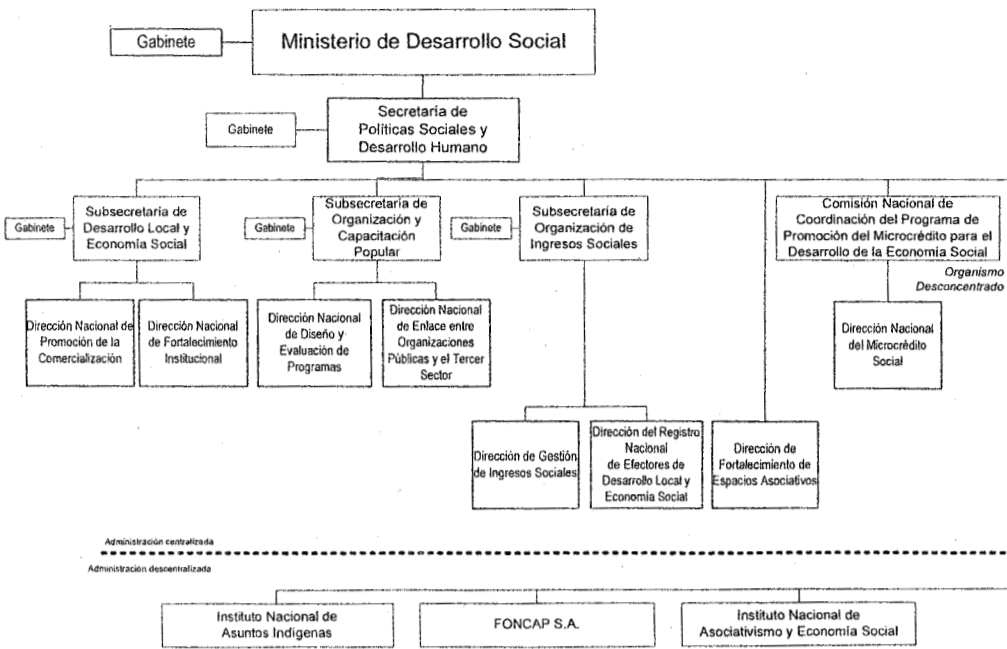 Gabinete
Ministerio de Desarrollo Social
Gabinete
Secretaría de
Políticas Sociales y
Desarrollo Humano
Gabinete
Subsecretaría de
Desarrollo Local y
Economía Social
Gabinete
Subsecretaría de
Organización y
Capacitación
Popular
Gabinete
Subsecretaría de
Organización de
Ingresos Sociales
Comisión Nacional de
Coordinación del Programa de
Promoción del Microcrédito para el
Desarrollo de la Economía Social
Organismo
Desconcentrado
Dirección Nacional de
Promoción de la
Comercialización
Dirección Nacional
de Fortalecimiento
Institucional
Dirección Nacional
de Diseño y
Evaluación de
Programas
Dirección Nacional
de Enlace entre
Organizaciones
Públicas y el Tercer
Sector
Dirección Nacional
del Microcrédito
Social
Dirección de Gestión
de Ingresos Sociales
Dirección del Registro
Nacional
de Efectores de
Desarrollo Local y
Economía Social
Dirección de
Fortalecimiento de
Espacios Asociativos
Administración centralizada
Administración descentralizada
Instituto Nacional de
Asuntos Indígenas
FONCAP S.A.
Instituto Nacional de
Asociativismo y Economía Social